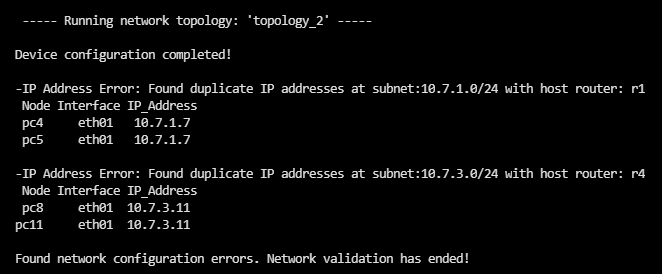 ----- Running network topology: 'topology_2' -----
Device configuration completed!
-IP Address Error: Found duplicate IP addresses at subnet:10.7.1.0/24 with host router: r1
Node Interface IP_Address
pc4 eth01 10.7.1.7
pc5 eth01 10.7.1.7
-IP Address Error: Found duplicate IP addresses at subnet:10.7.3.0/24 with host router: r4
Node Interface IP_Address
pc8 eth01 10.7.3.11
pc11 eth01 10.7.3.11
Found network configuration errors. Network validation has ended!